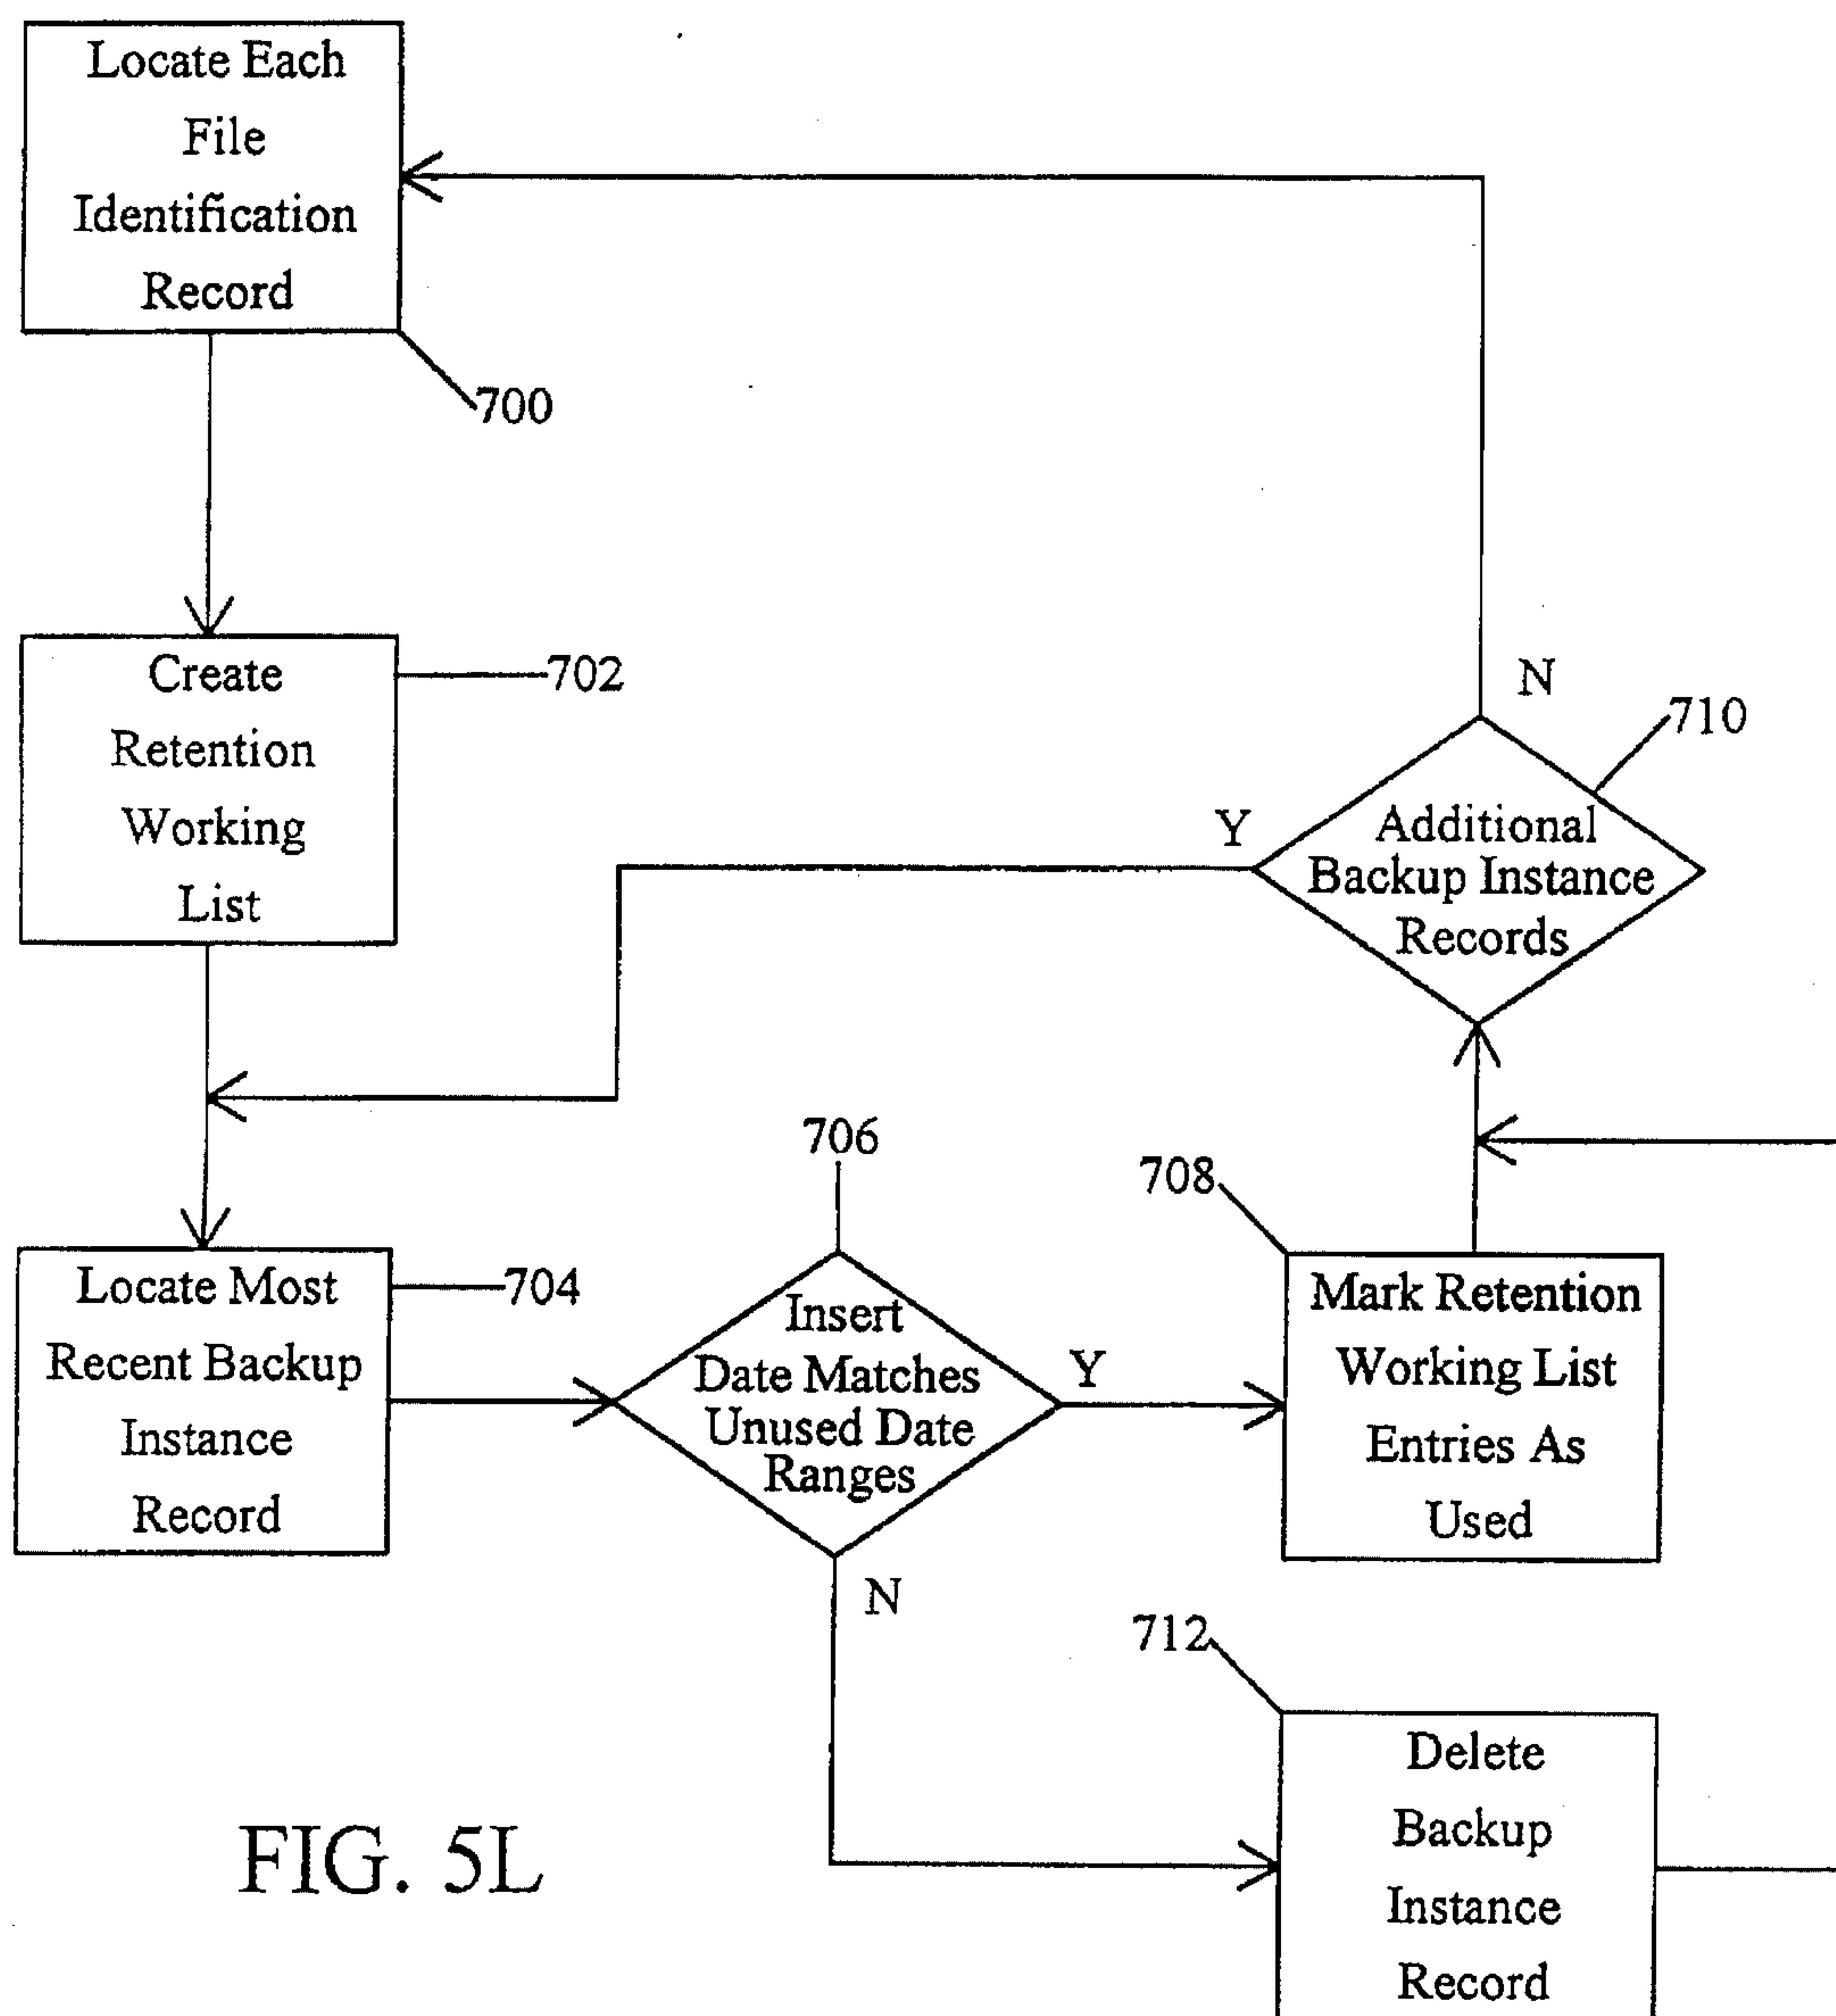 Locate Each
File
Identification
Record
700
Create
Retention
Working
List
702
N
710
Y
Additional
Backup Instance
Records
706
708
Locate Most
Recent Backup
Instance
Record
704
Insert
Date Matches
Unused Date
Ranges
Y
N
Mark Retention
Working List
Entries As
Used
712
Delete
Backup
Instance
Record
FIG. 5L